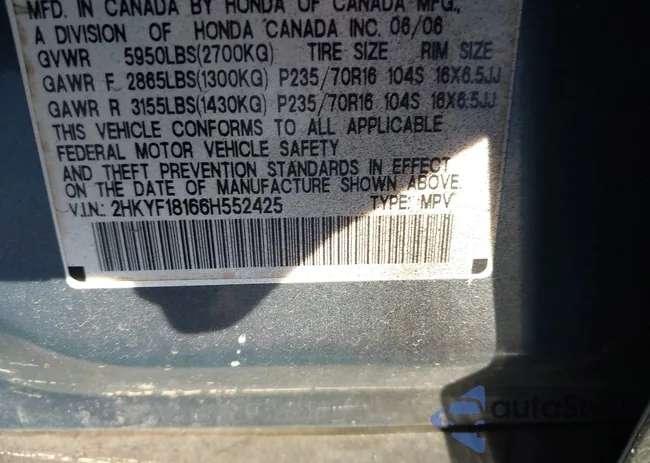 MFD. IN CANADA BY HONDA OF CANADA MFG.,
A DIVISION OF HONDA CANADA INC. 06/06
GVWR 5950LBS(2700KG) TIRE SIZE RIM SIZE
GAWR F 2865LBS(1300KG) P235/70R16 104S 16X6.5JJ
GAWR R 3155LBS(1430KG) P235/70R16 104S 16X6.5JJ
THIS VEHICLE CONFORMS TO ALL APPLICABLE
FEDERAL MOTOR VEHICLE SAFETY
AND THEFT PREVENTION STANDARDS IN EFFECT
ON THE DATE OF MANUFACTURE SHOWN ABOVE.
V.I.N.: 2HKYF18166H552425 TYPE: MPV